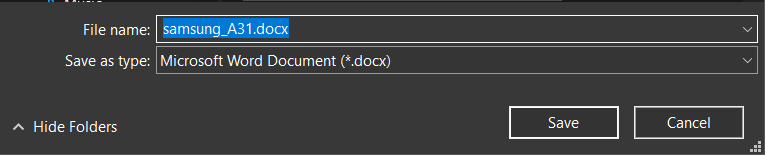 File name: samsung_A31.docx
Save as type: Microsoft Word Document (*.docx)
Hide Folders Save Cancel